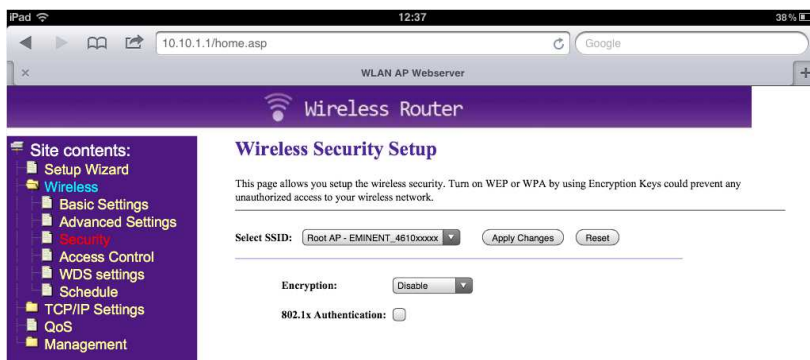 iPad 12:37 38%
10.10.1.1/home.asp Google
WLAN AP Webserver
Wireless Router
Site contents:
Setup Wizard
Wireless
Basic Settings
Advanced Settings
Security
Access Control
WDS settings
Schedule
TCP/IP Settings
QoS
Management
Wireless Security Setup
This page allows you setup the wireless security. Turn on WEP or WPA by using Encryption Keys could prevent any
unauthorized access to your wireless network.
Select SSID: Root AP - EMINENT_4610xxxxx Apply Changes Reset
Encryption: Disable
802.1x Authentication: